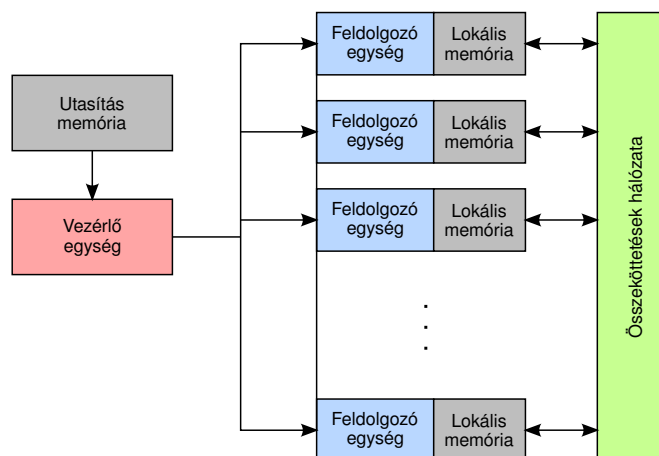 Utasítás
memória
Vezérlő
egység
Feldolgozó
egység
Lokális
memória
Feldolgozó
egység
Lokális
memória
Feldolgozó
egység
Lokális
memória
. . .
Feldolgozó
egység
Lokális
memória
Összeköttetések hálózata